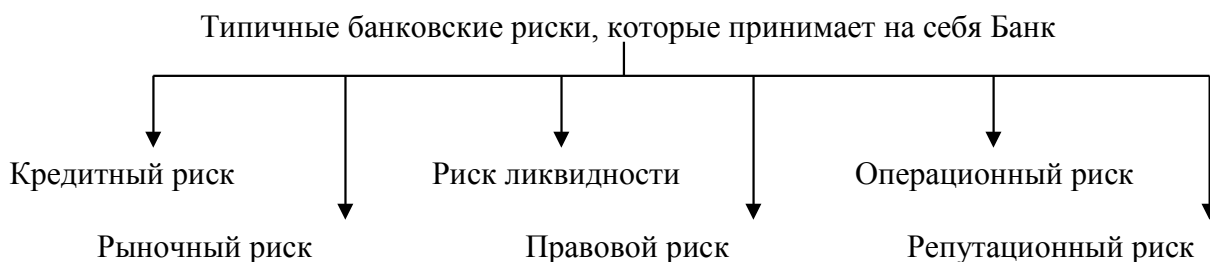 Типичные банковские риски, которые принимает на себя Банк
Кредитный риск Риск ликвидности Операционный риск
Рыночный риск Правовой риск Репутационный риск